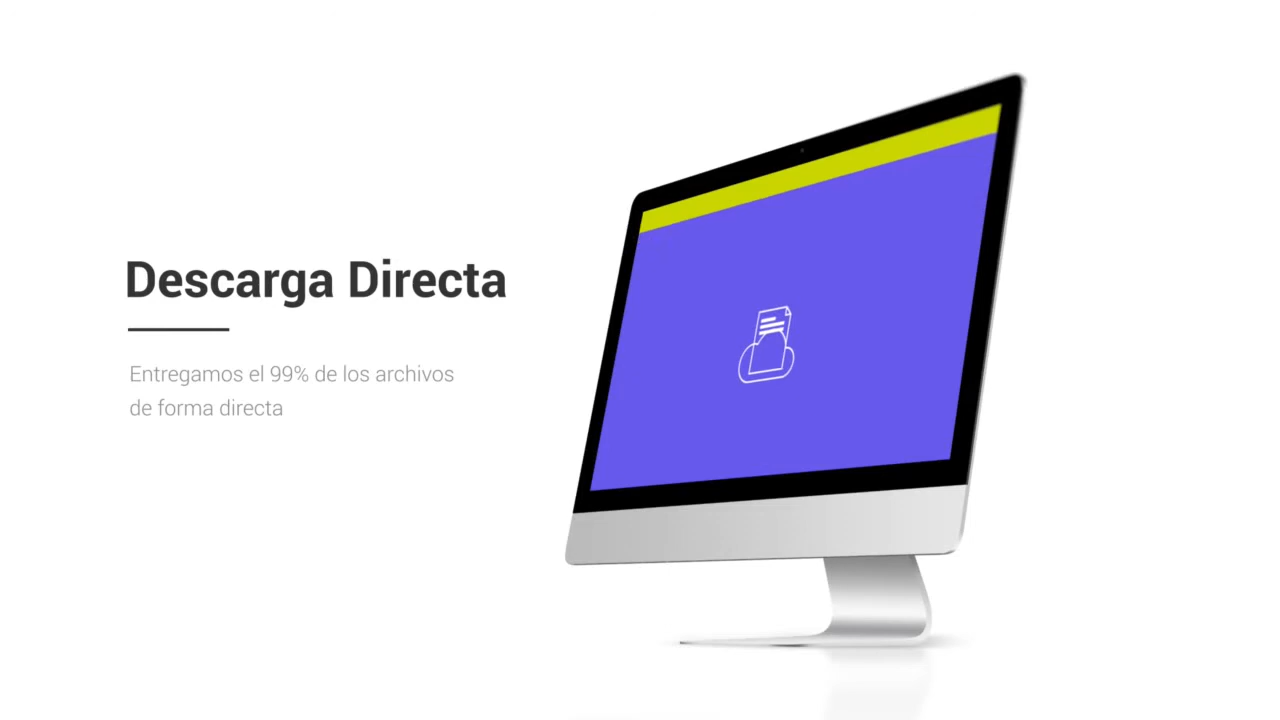 Descarga Directa
Entregamos el 99% de los archivos
de forma directa